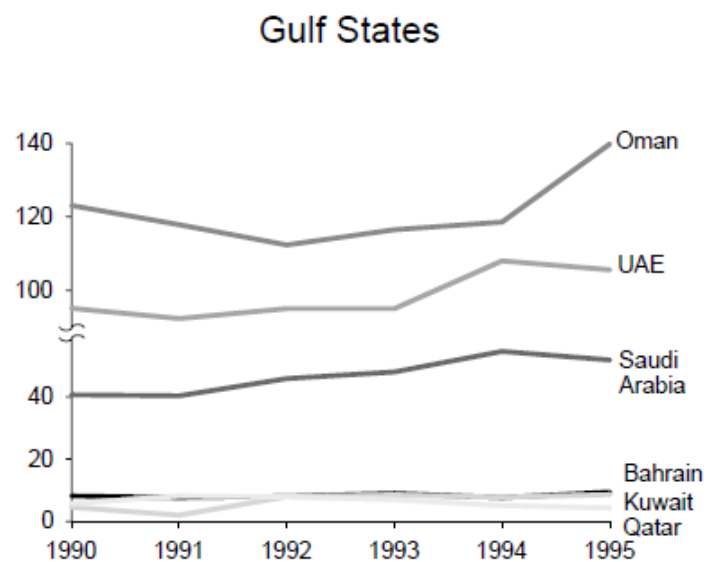 Gulf States
140
120
100
40
20
0
Oman
UAE
Saudi
Arabia
Bahrain
Kuwait
Qatar
1990 1991 1992 1993 1994 1995